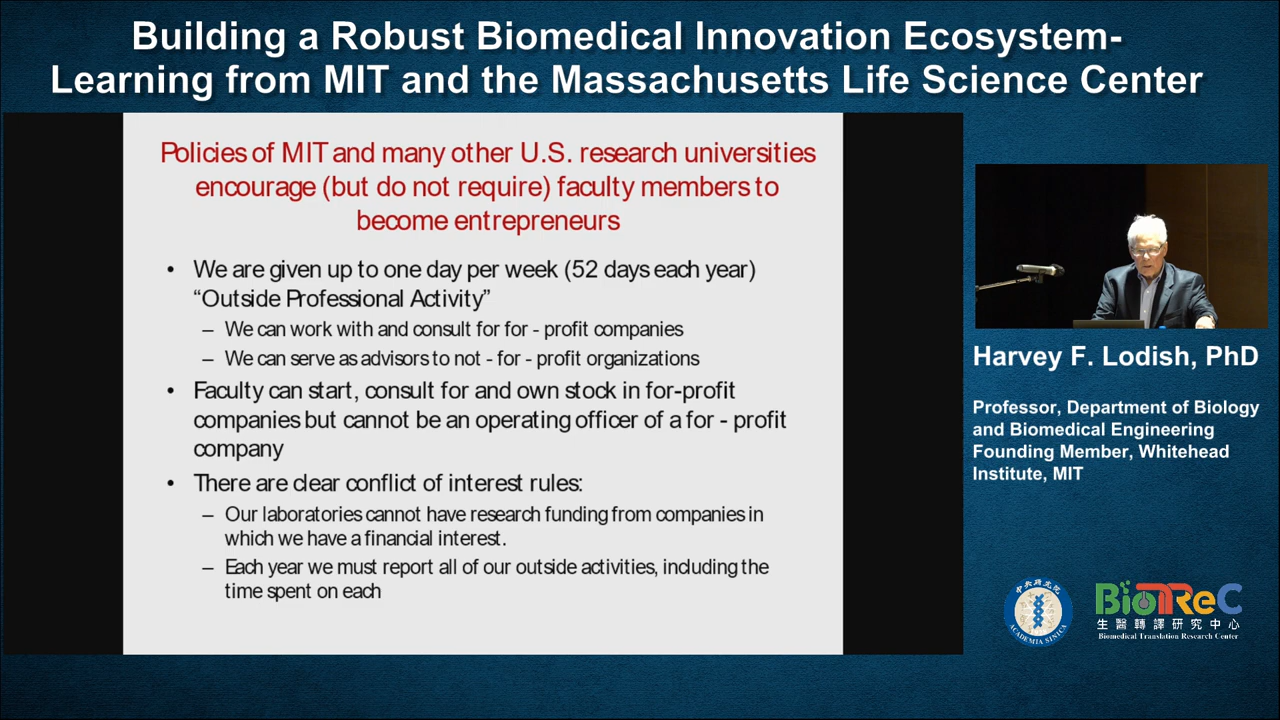 Building a Robust Biomedical Innovation Ecosystem-
Learning from MIT and the Massachusetts Life Science Center
Policies of MIT and many other U.S. research universities
encourage (but do not require) faculty members to
become entrepreneurs
• We are given up to one day per week (52 days each year)
“Outside Professional Activity”
– We can work with and consult for for - profit companies
– We can serve as advisors to not - for - profit organizations
• Faculty can start, consult for and own stock in for-profit
companies but cannot be an operating officer of a for - profit
company
• There are clear conflict of interest rules:
– Our laboratories cannot have research funding from companies in
which we have a financial interest.
– Each year we must report all of our outside activities, including the
time spent on each
Harvey F. Lodish, PhD
Professor, Department of Biology
and Biomedical Engineering
Founding Member, Whitehead
Institute, MIT
中央研究院
ACADEMIA SINICA
BioTReC
生醫轉譯研究中心
Biomedical Translation Research Center